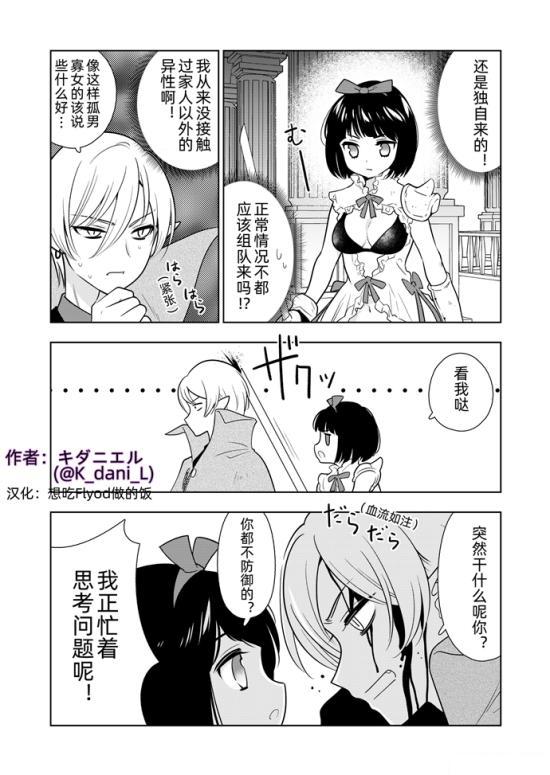 还是独自来的！
むー
正常情况不都
应该组队来吗!?
我从来没接触
过家人以外的
异性啊！
像这样孤男
寡女的该说
些什么好…
はらはら
（紧张）
看我哒
ザク
作者：キダニエル
(@K_dani_L)
汉化：想吃Flyod做的饭
突然干什么呢你？
（血流如注）
だらだら
你都不防御的？
我正忙着
思考问题呢！